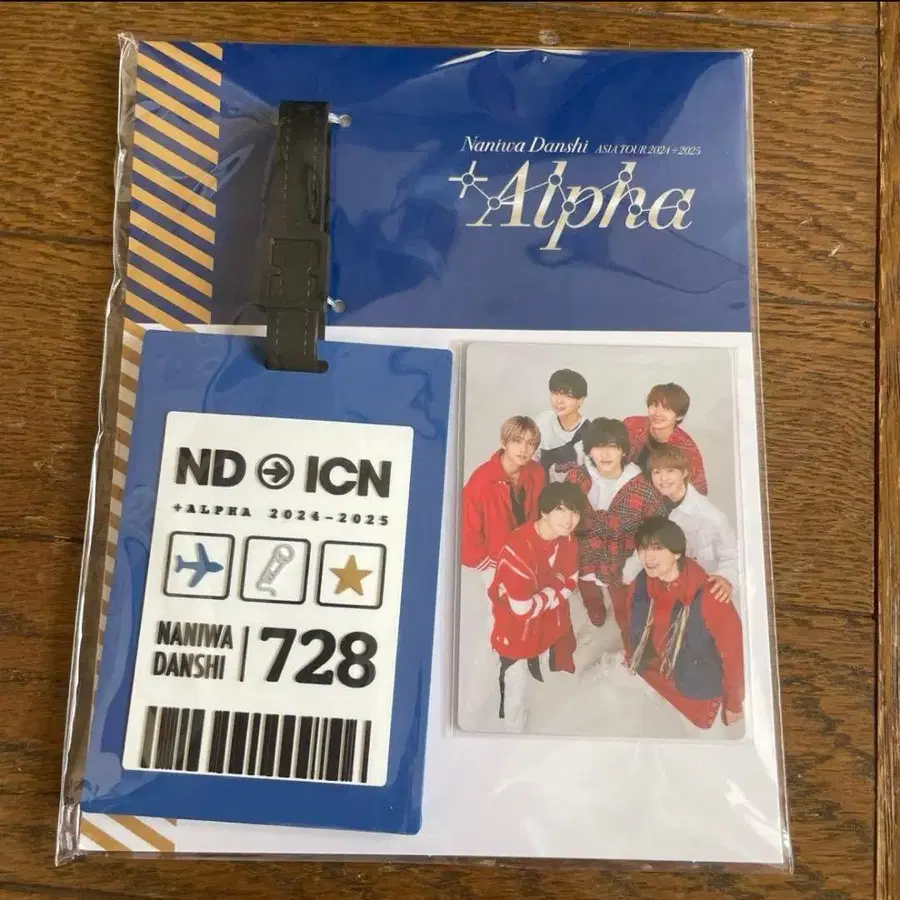 Naniwa Danshi ASIA TOUR 2024+2025
+Alpha
ND ICN
+ALPHA 2024-2025
NANIWA
DANSHI
728